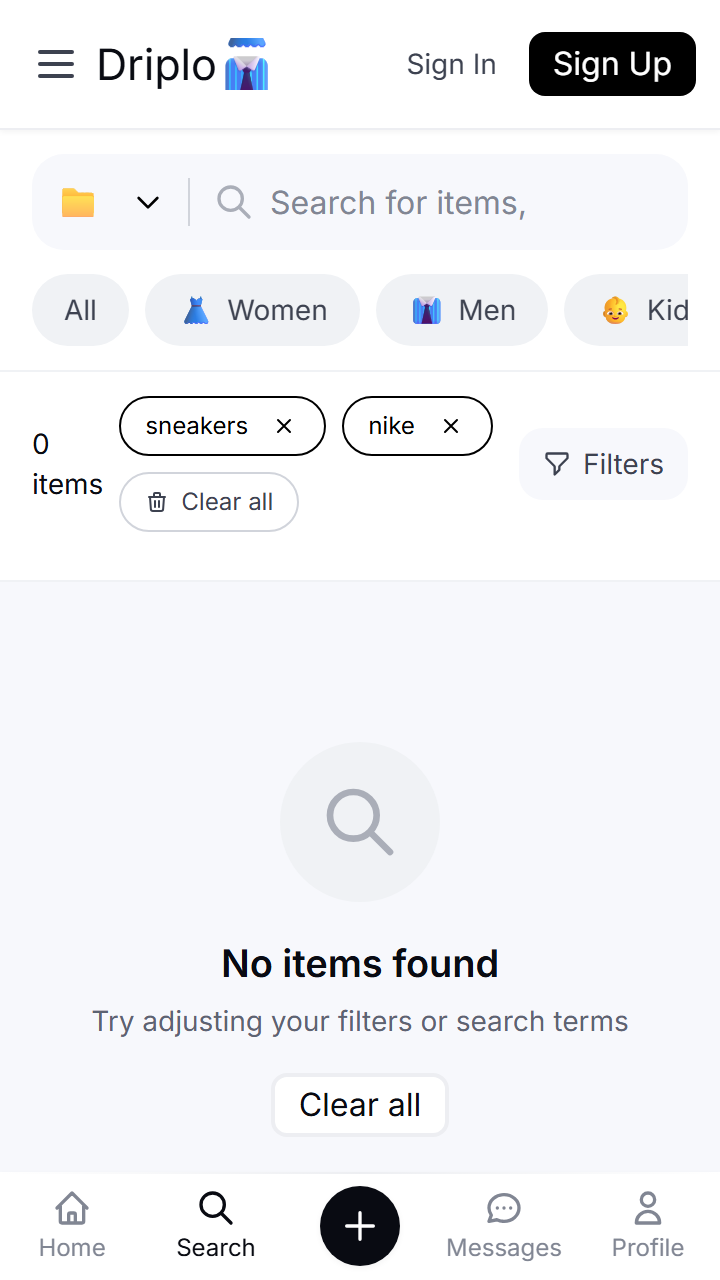 Driplo
Sign In
Sign Up
Search for items,
All
Women
Men
Kid
0
items
sneakers
nike
Clear all
Filters
No items found
Try adjusting your filters or search terms
Clear all
Home
Search
Messages
Profile